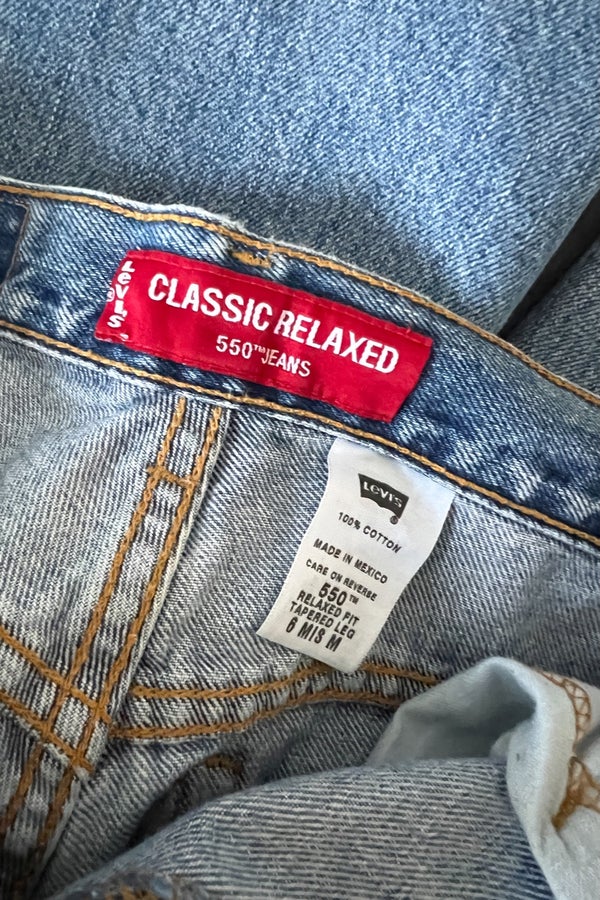 LEVI'S
CLASSIC RELAXED
550™ JEANS
LEVI'S
100% COTTON
MADE IN MEXICO
CARE ON REVERSE
550™
RELAXED FIT
TAPERED LEG
6 MIS M